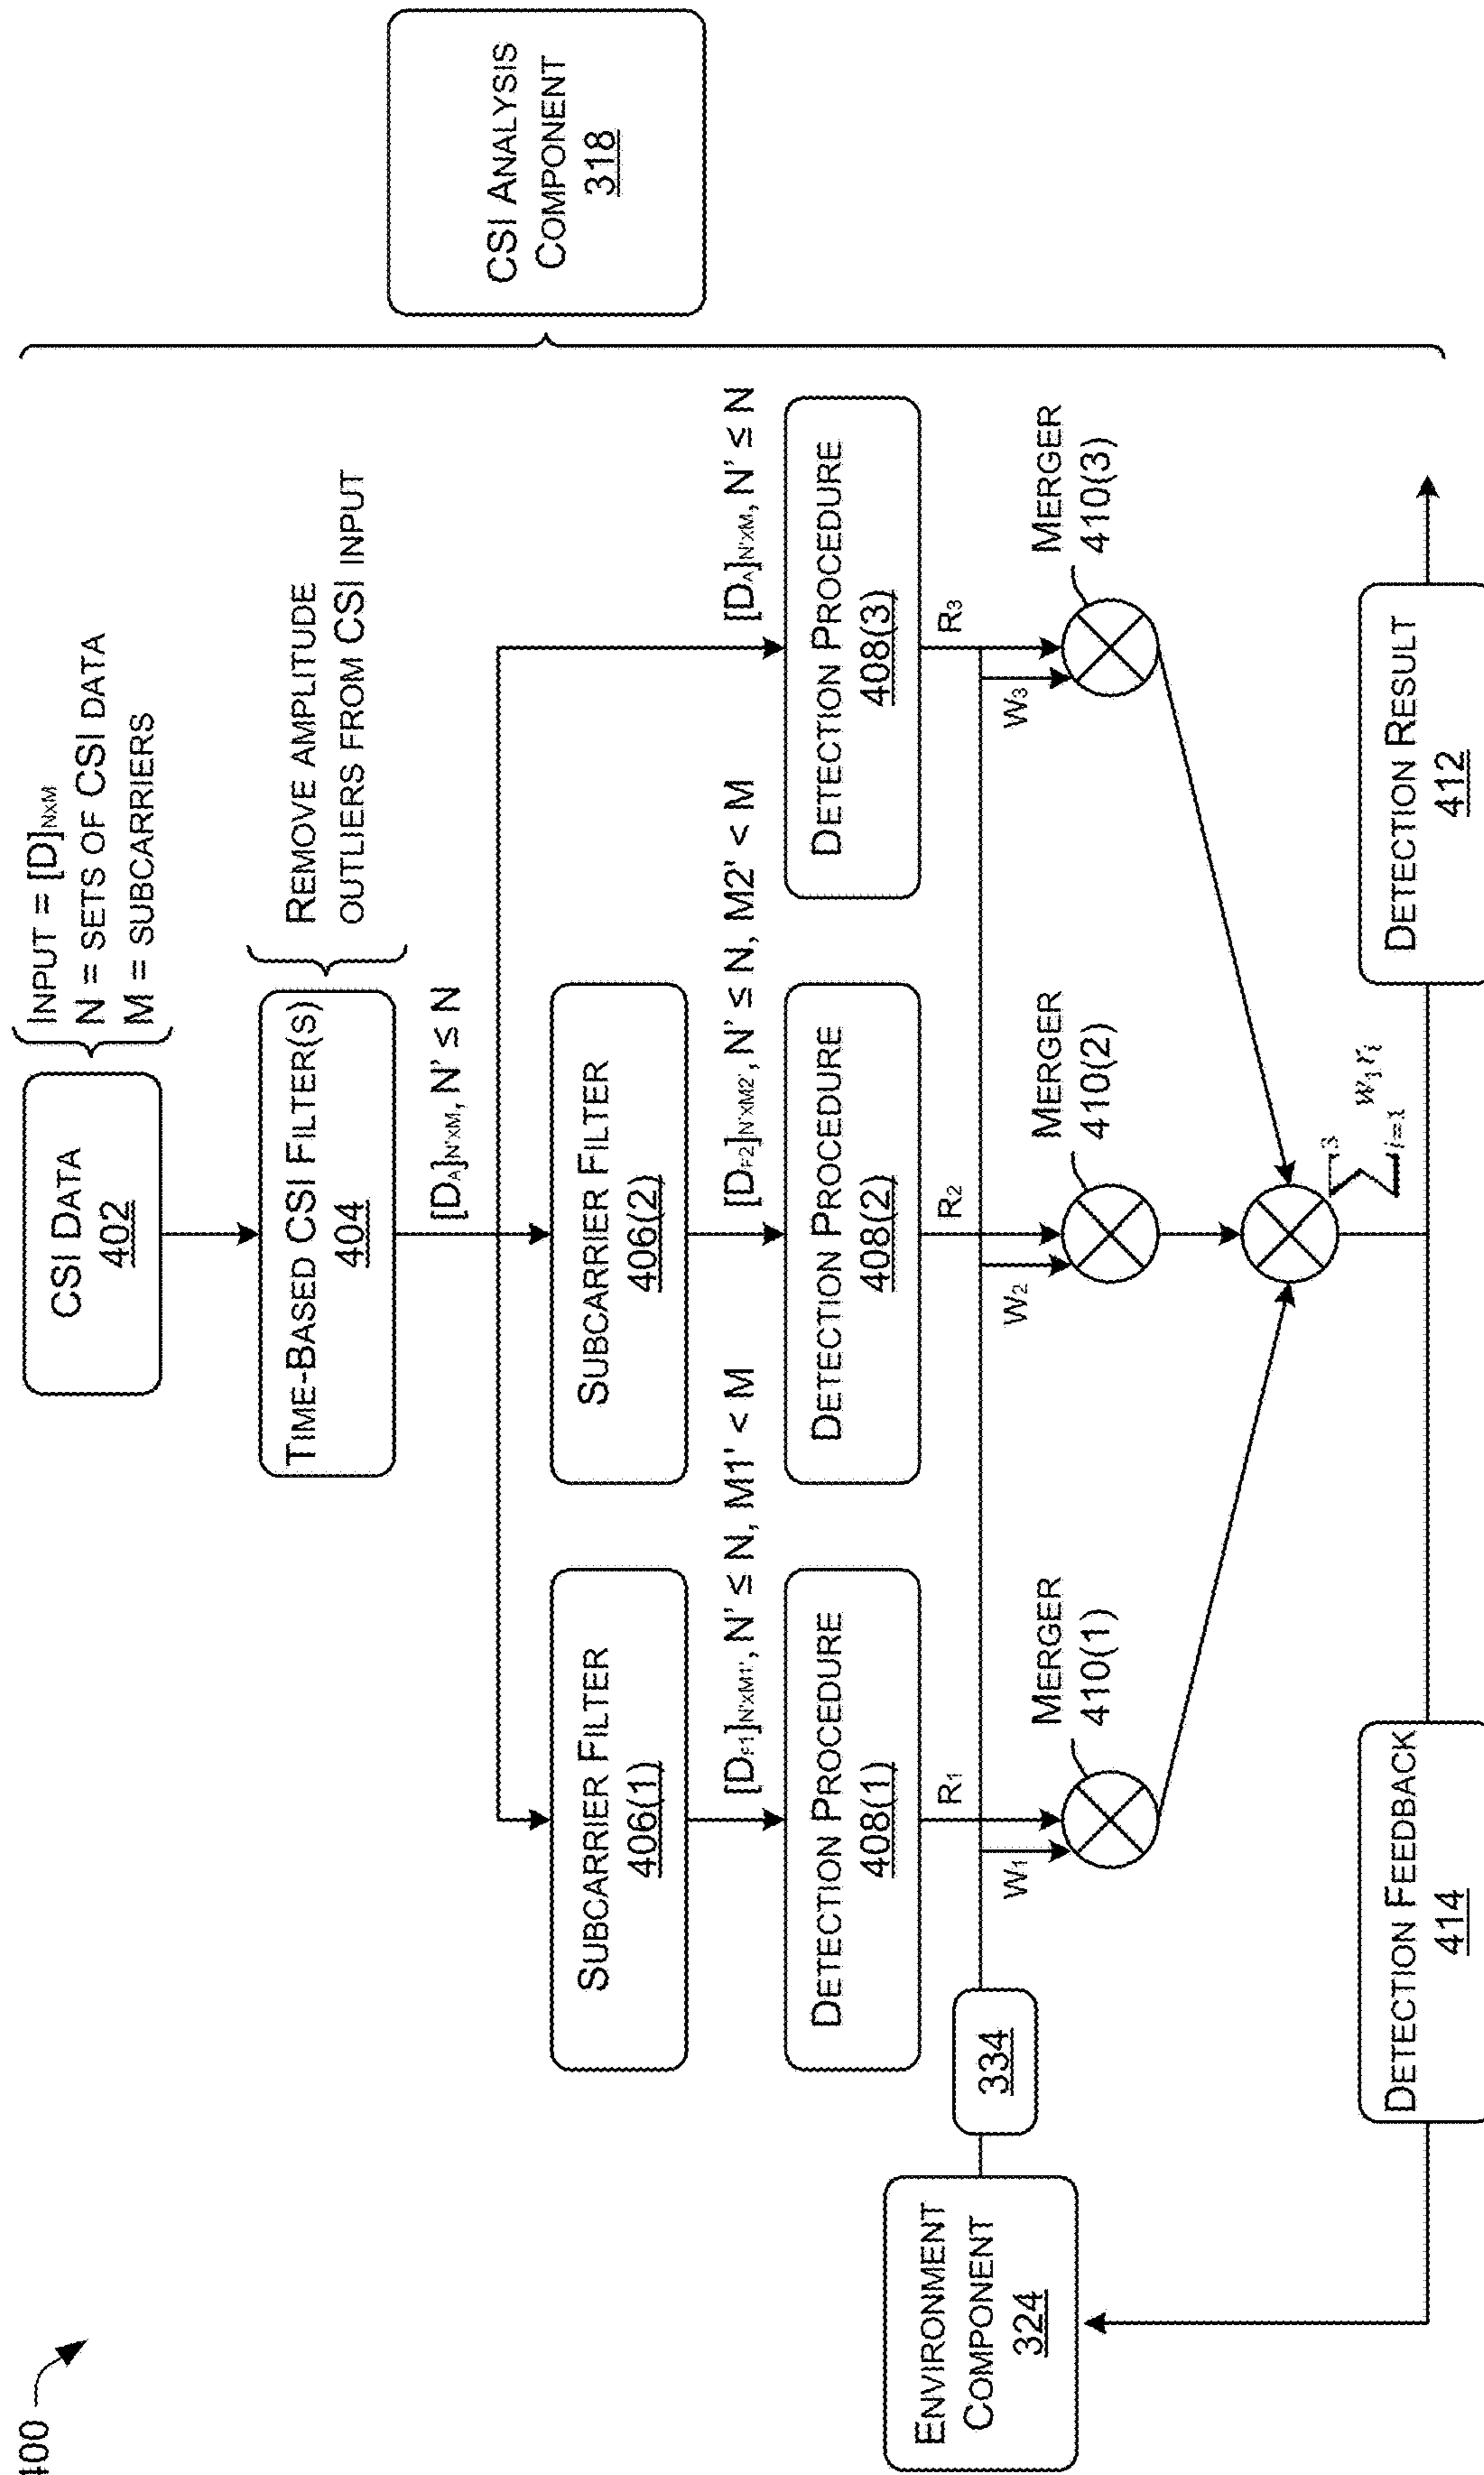 400
CSI DATA
402
INPUT = [D]NXM
N = SETS OF CSI DATA
M = SUBCARRIERS
TIME-BASED CSI FILTER(S)
404
REMOVE AMPLITUDE
OUTLIERS FROM CSI INPUT
[DA]N'XM, N' ≤ N
SUBCARRIER FILTER
406(1)
SUBCARRIER FILTER
406(2)
[DF1]N'XM1', N' ≤ N, M1' < M
[DF2]N'XM2', N' ≤ N, M2' < M
[DA]N'XM, N' ≤ N
DETECTION PROCEDURE
408(1)
DETECTION PROCEDURE
408(2)
DETECTION PROCEDURE
408(3)
CSI ANALYSIS
COMPONENT
318
R1
R2
R3
ENVIRONMENT
COMPONENT
324
334
W1
W2
W3
MERGER
410(1)
MERGER
410(2)
MERGER
410(3)
∑3i=1 wiri
DETECTION FEEDBACK
414
DETECTION RESULT
412